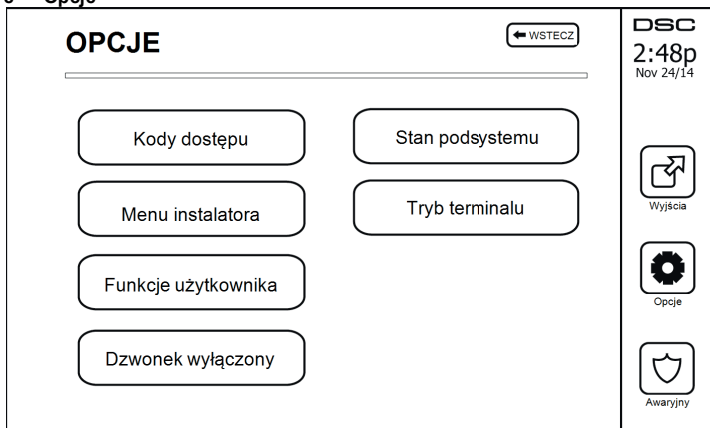 Opcje
OPCJE
WSTECZ
Kody dostępu
Menu instalatora
Funkcje użytkownika
Dzwonek wyłączony
Stan podsystemu
Tryb terminalu
DSC
2:48p
Nov 24/14
Wyjścia
Opcje
Awaryjny